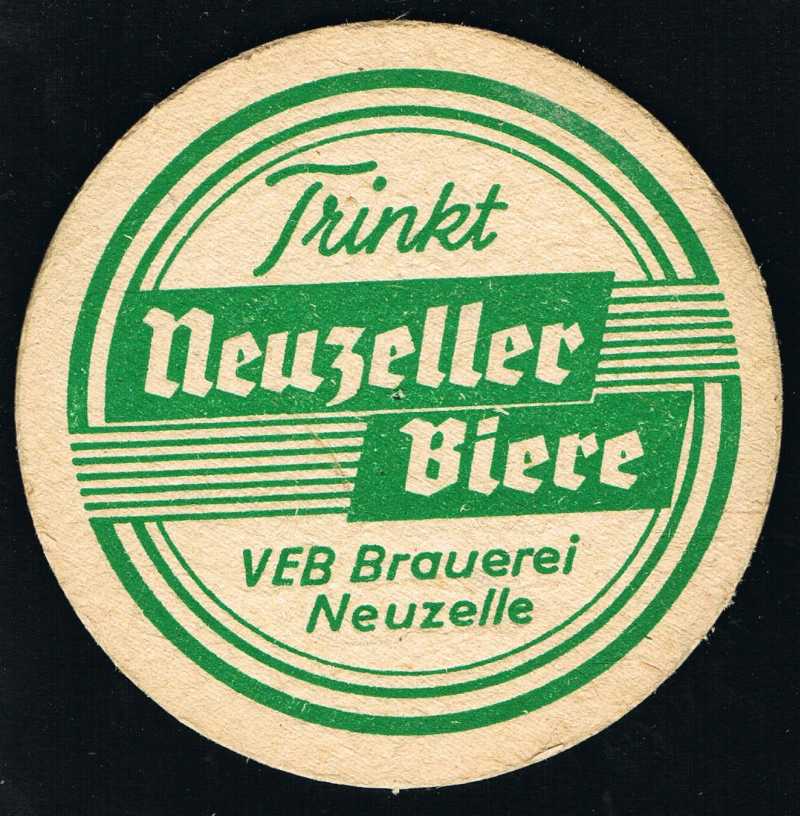 Trinkt
Neuzeller
Biere
VEB Brauerei
Neuzelle